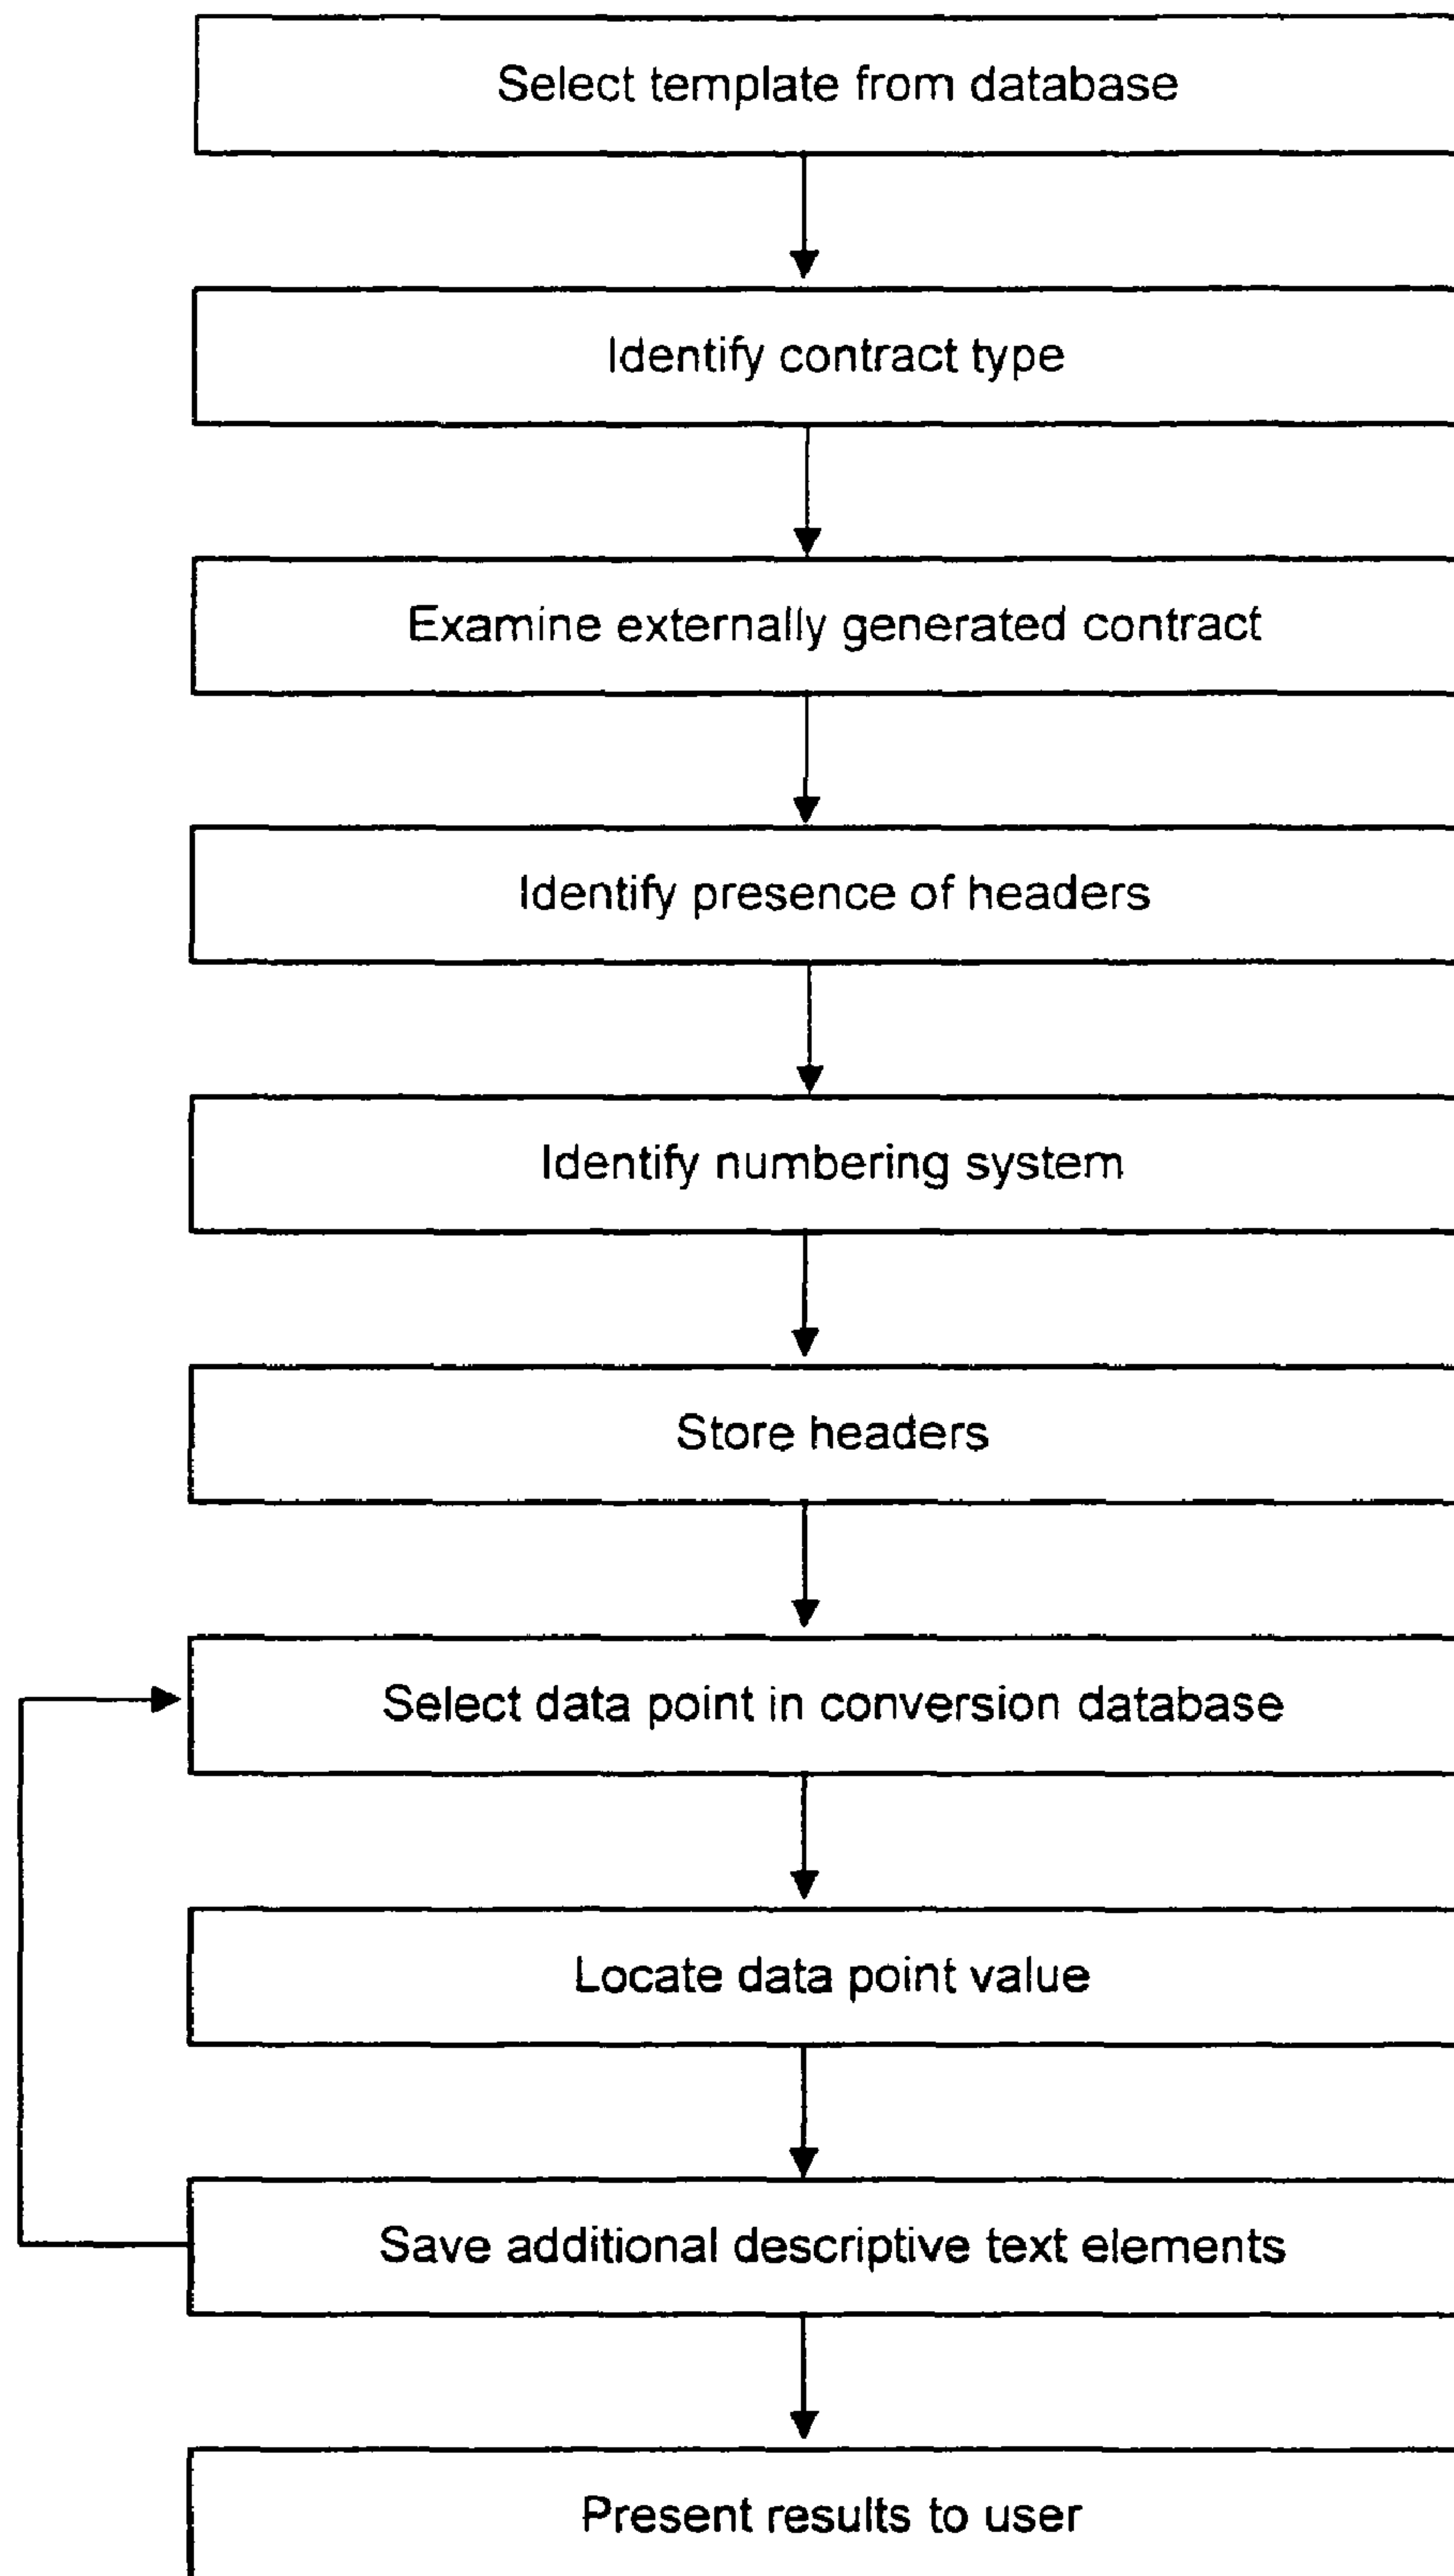 Select template from database
Identify contract type
Examine externally generated contract
Identify presence of headers
Identify numbering system
Store headers
Select data point in conversion database
Locate data point value
Save additional descriptive text elements
Present results to user